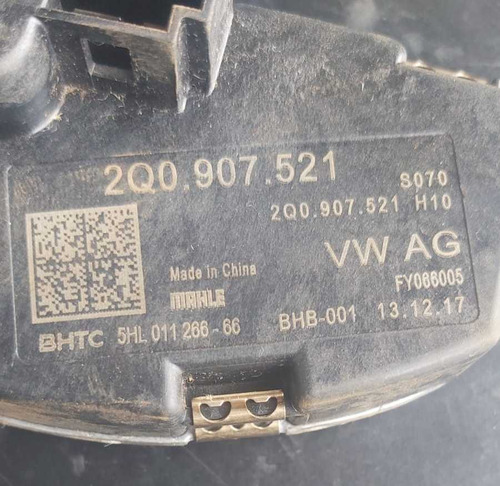 2Q0.907.521
S070
2Q0.907.521 H10
VW AG
Made in China
MAHLE
FY066005
BHTC 5HL 011 266-66 BHB-001 13.12.17